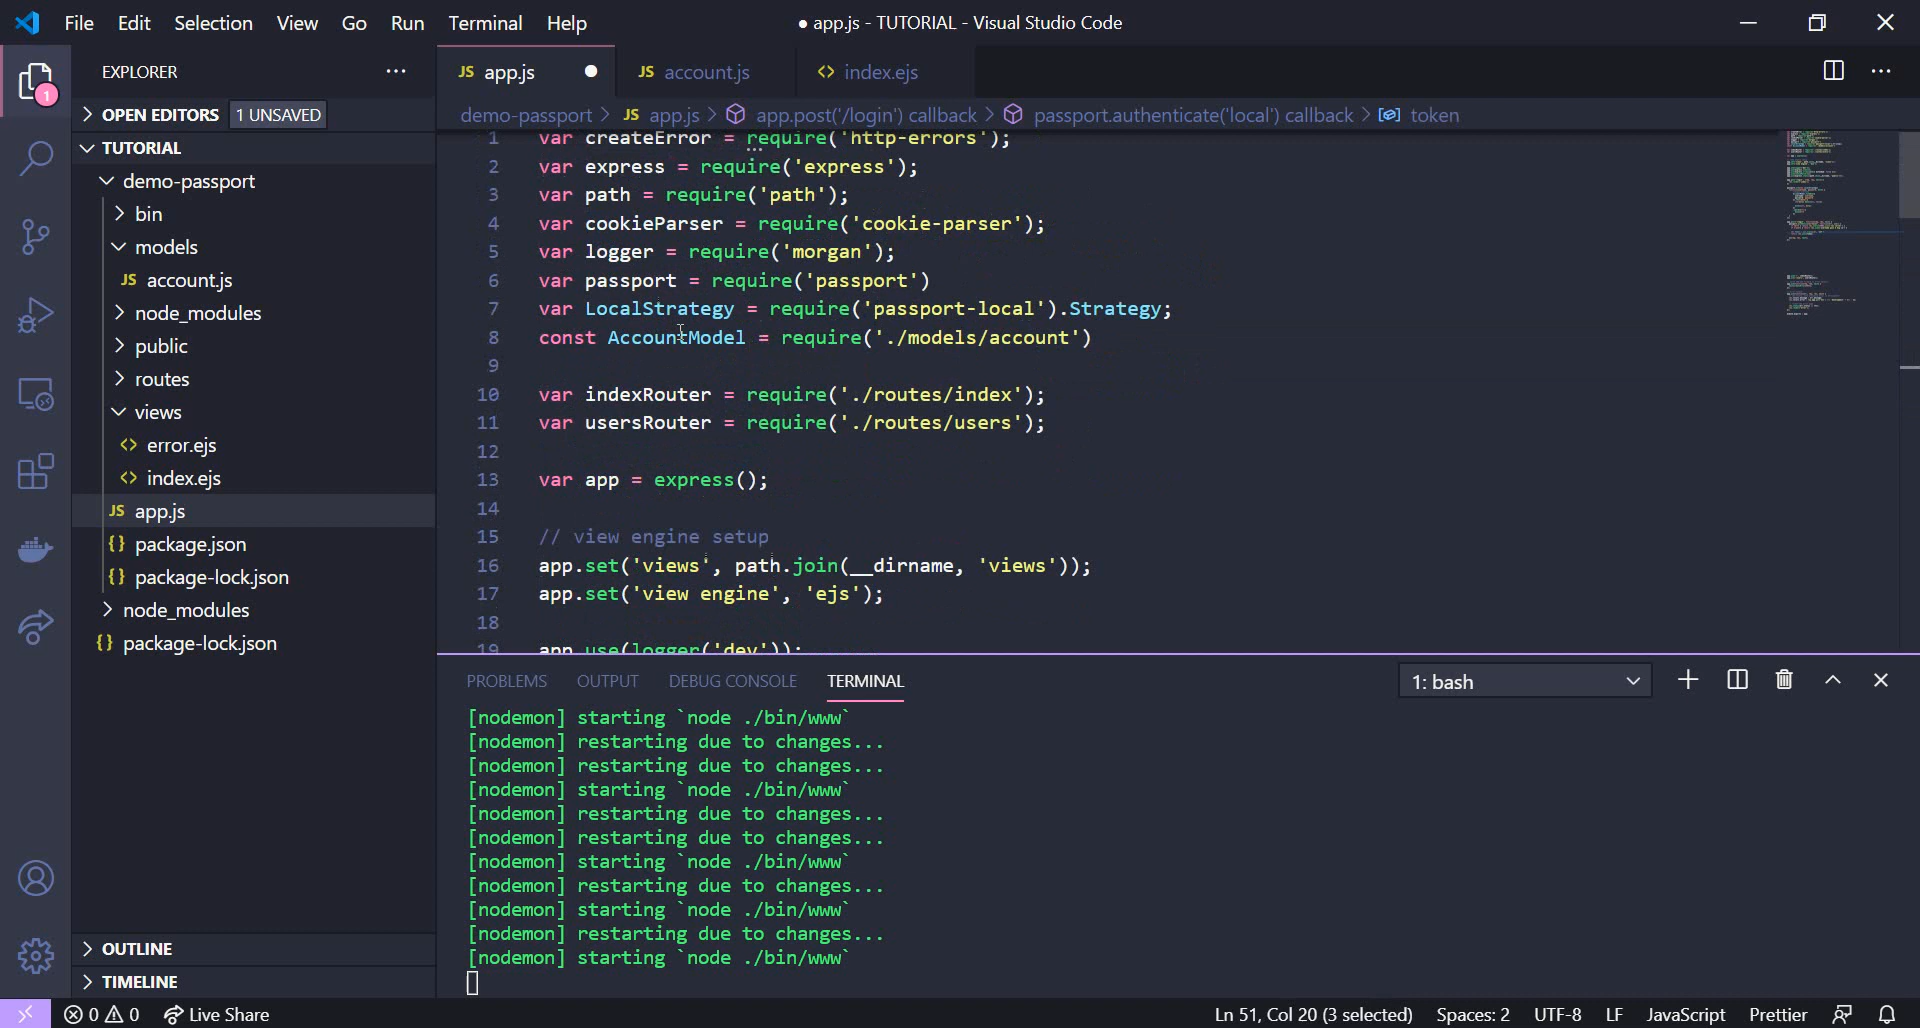 File Edit Selection View Go Run Terminal Help
● app.js - TUTORIAL - Visual Studio Code
EXPLORER
1
OPEN EDITORS 1 UNSAVED
TUTORIAL
demo-passport
bin
models
JS account.js
node_modules
public
routes
views
<> error.ejs
<> index.ejs
JS app.js
{} package.json
{} package-lock.json
node_modules
{} package-lock.json
OUTLINE
TIMELINE
JS app.js ●
JS account.js
<> index.ejs
demo-passport > JS app.js > app.post('/login') callback > passport.authenticate('local') callback > token
1 var createError = require('http-errors');
2 var express = require('express');
3 var path = require('path');
4 var cookieParser = require('cookie-parser');
5 var logger = require('morgan');
6 var passport = require('passport')
7 var LocalStrategy = require('passport-local').Strategy;
8 const AccountModel = require('./models/account')
9
10 var indexRouter = require('./routes/index');
11 var usersRouter = require('./routes/users');
12
13 var app = express();
14
15 // view engine setup
16 app.set('views', path.join(__dirname, 'views'));
17 app.set('view engine', 'ejs');
18
19 app.use(logger('dev'));
PROBLEMS OUTPUT DEBUG CONSOLE TERMINAL
1: bash
[nodemon] starting `node ./bin/www`
[nodemon] restarting due to changes...
[nodemon] restarting due to changes...
[nodemon] starting `node ./bin/www`
[nodemon] restarting due to changes...
[nodemon] restarting due to changes...
[nodemon] starting `node ./bin/www`
[nodemon] restarting due to changes...
[nodemon] starting `node ./bin/www`
[nodemon] restarting due to changes...
[nodemon] starting `node ./bin/www`
0 0 Live Share
Ln 51, Col 20 (3 selected) Spaces: 2 UTF-8 LF JavaScript Prettier